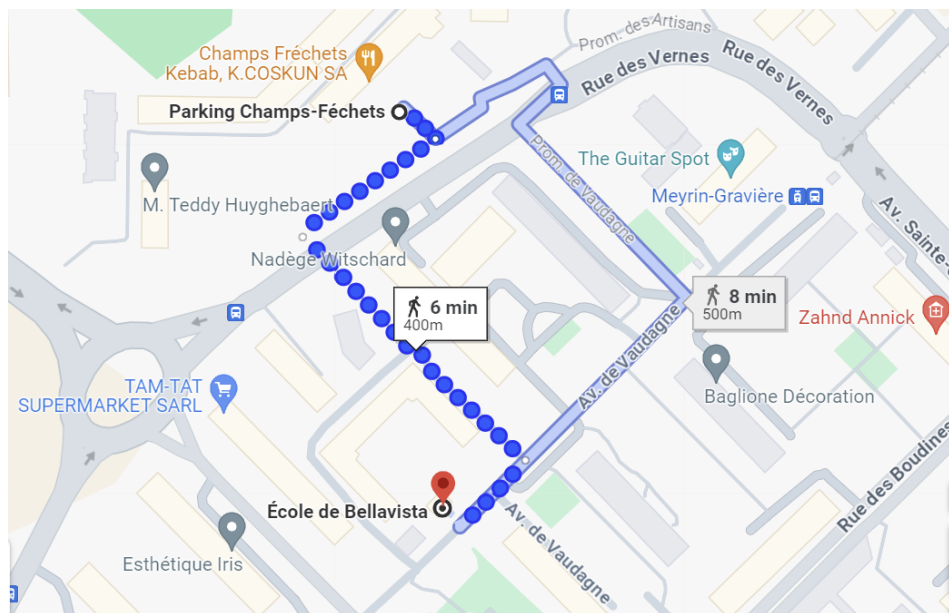 Prom. des Artisans
Rue des Vernes
Rue des Vernes
Champs Fréchets
Kebab, K.COSKUN SA
Parking Champs-Féchets
Prom. de Vaudagne
The Guitar Spot
Meyrin-Gravière
M. Teddy Huyghebaert
Av. Sainte-
Nadège Witschard
6 min
400m
8 min
500m
Zahnd Annick
Av. de Vaudagne
TAM-TAT
SUPERMARKET SARL
Baglione Décoration
Rue des Boudines
École de Bellavista
Av. de Vaudagne
Esthétique Iris